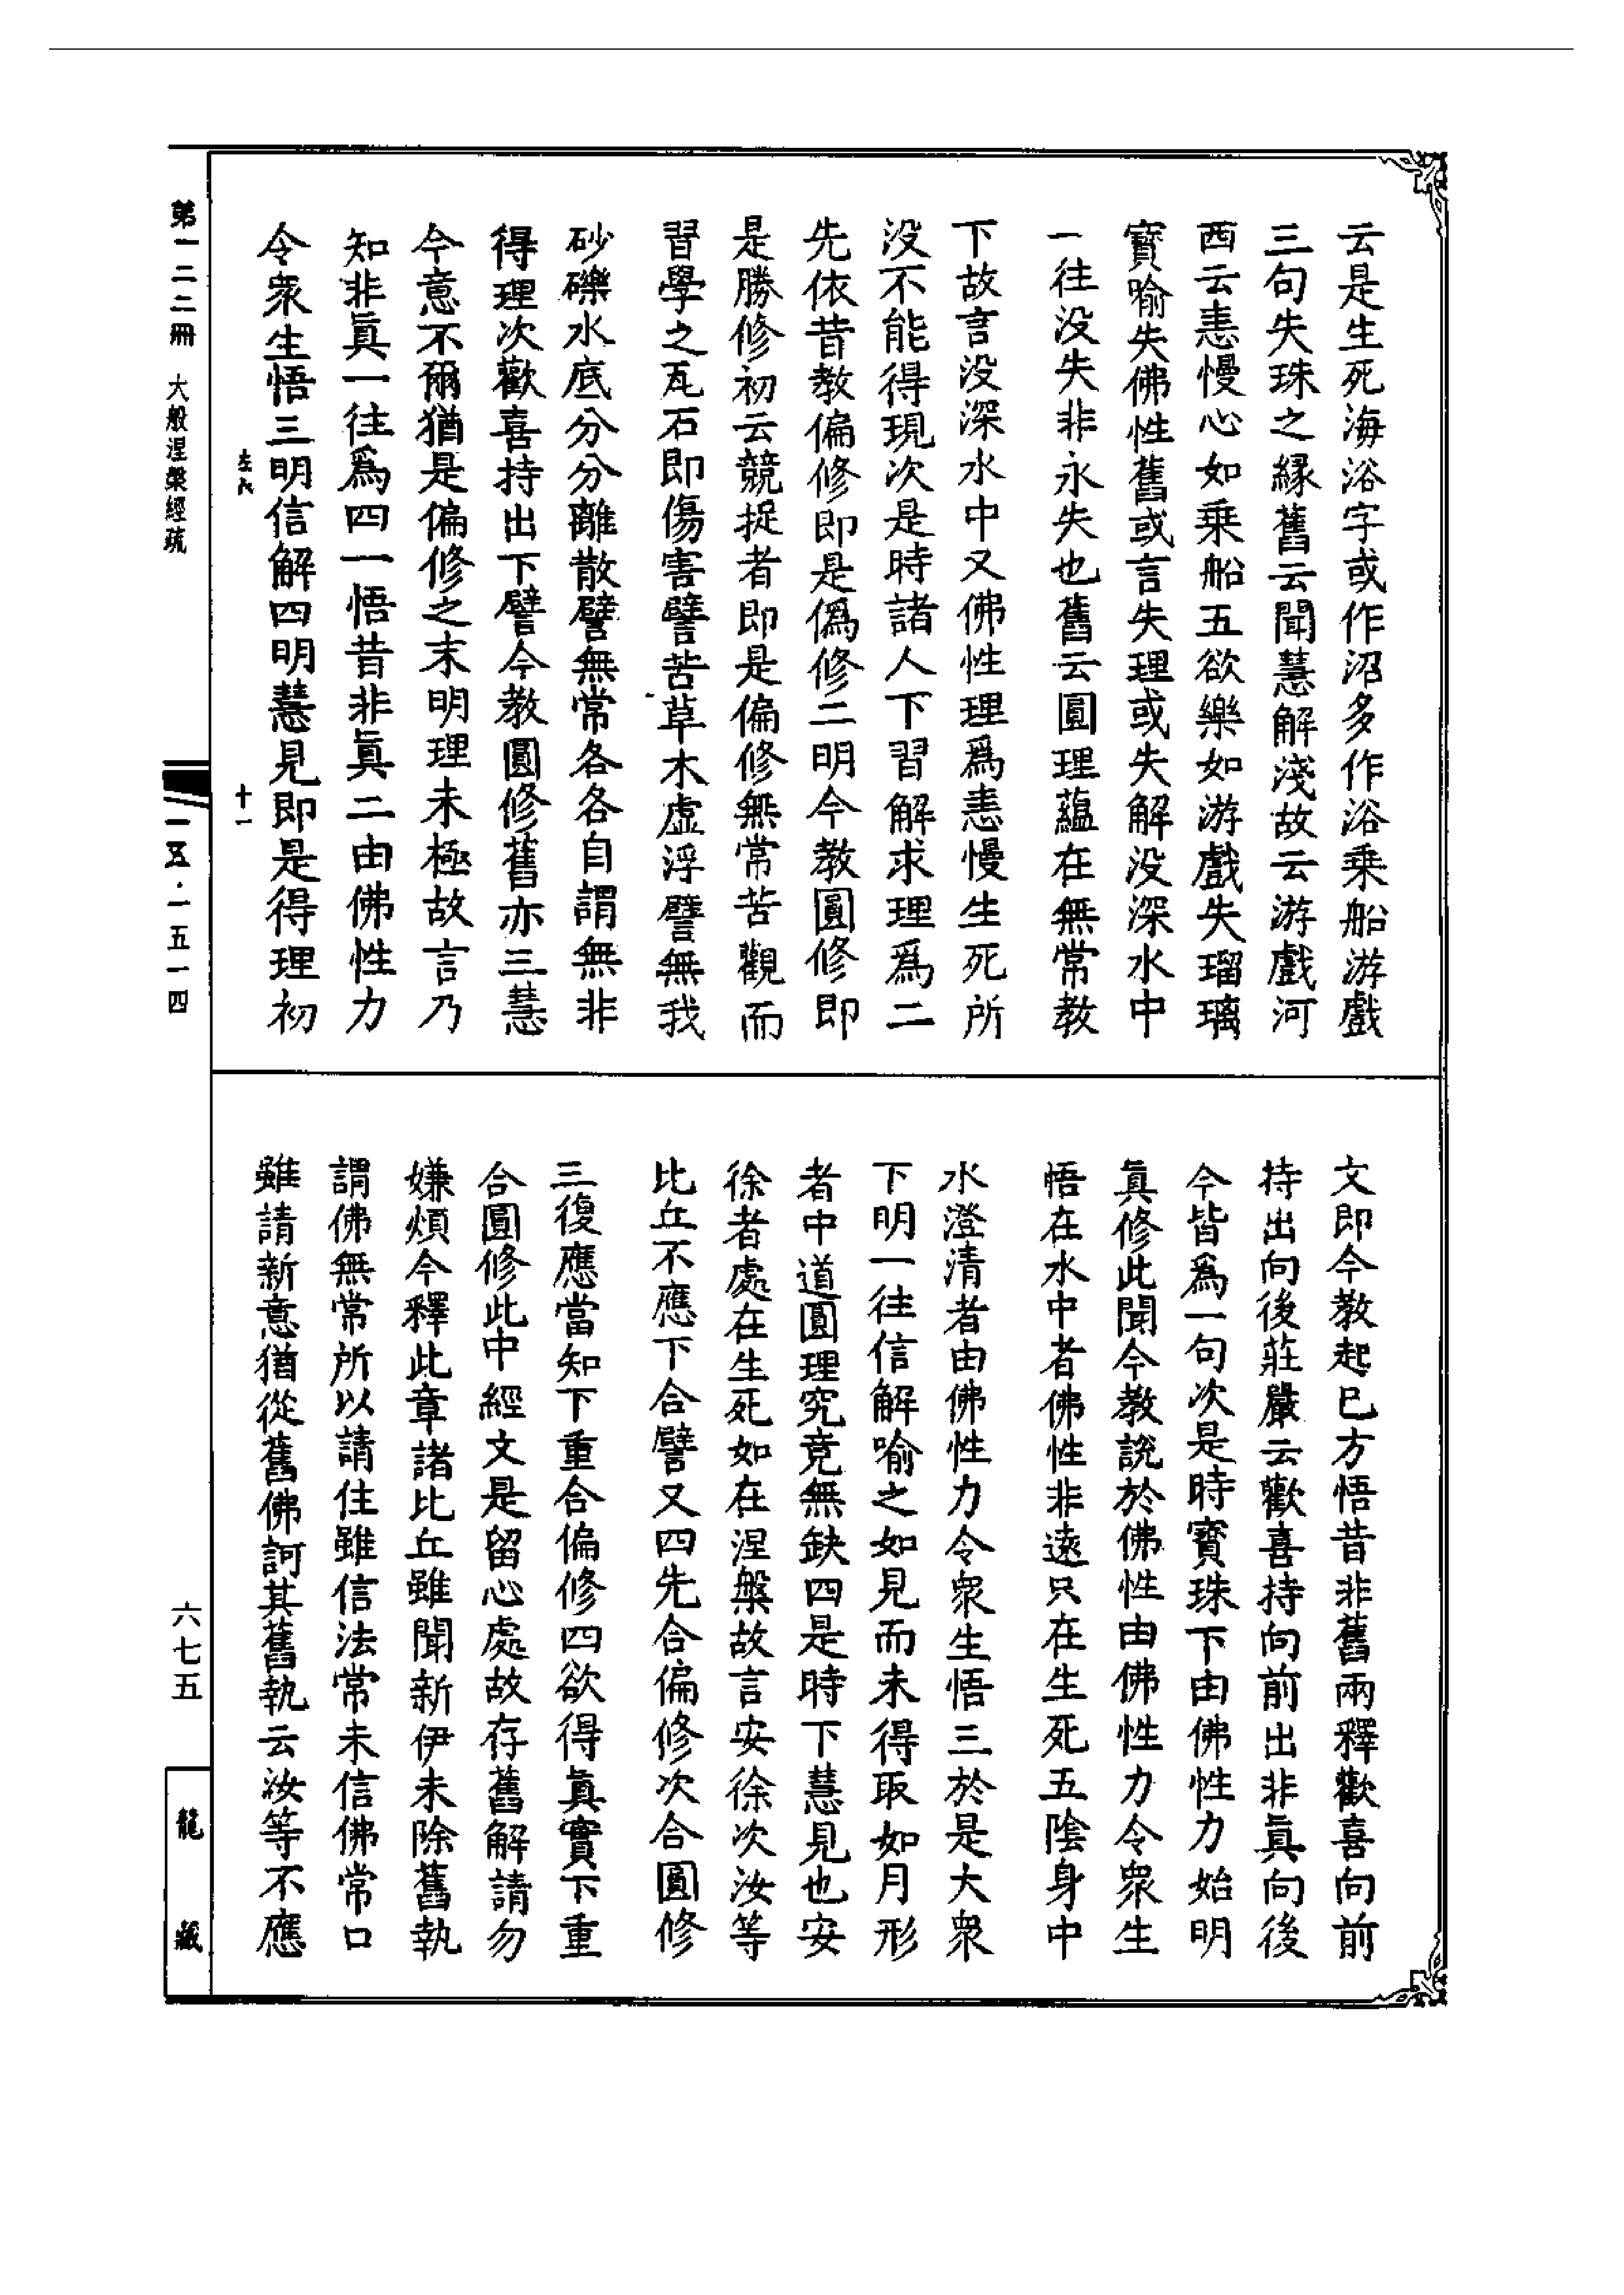 云是生死海浴字或作沼多作浴乘船游戲
三句失珠之縁舊云聞慧解淺故云游戲河
西云恚慢心如乘船五欲樂如游戲失瑠璃
寶喻失佛性舊或言失理或失解没深水中
一往没失非永失也舊云圓理蘊在無常教
下故言没深水中又佛性理爲恚慢生死所
没不能得現次是時諸人下習解求理爲二
先依昔教偏修即是僞修二明今教圓修即
是勝修初云競捉者即是偏修無常苦觀而
習學之瓦石即傷害譬苦草木虛浮譬無我
砂礫水底分分離散譬無常各各自謂無非
得理次歡喜持出下譬今教圓修舊亦三慧
今意不爾猶是偏修之末明理未極故言乃
知非眞一往爲四一悟昔非眞二由佛性力
令衆生悟三明信解四明慧見即是得理初
文即今教起已方悟昔非舊兩釋歡喜向前
持出向後莊嚴云歡喜持向前出非眞向後
今皆爲一句次是時寶珠下由佛性力始明
眞修此聞今教說於佛性由佛性力令衆生
悟在水中者佛性非遠只在生死五陰身中
水澄清者由佛性力令衆生悟三於是大衆
下明一往信解喻之如見而未得取如月形
者中道圓理究竟無缺四是時下慧見也安
徐者處在生死如在涅槃故言安徐次汝等
比丘不應下合譬又四先合偏修次合圓修
三復應當知下重合偏修四欲得眞實下重
合圓修此中經文是留心處故存舊解請勿
嫌煩今釋此章諸比丘雖聞新伊未除舊執
謂佛無常所以請住雖信法常未信佛常口
雖請新意猶從舊佛訶其舊執云汝等不應
左六
十一
第一二二冊 大般涅槃經疏
一五·一五一四
六七五
龍藏